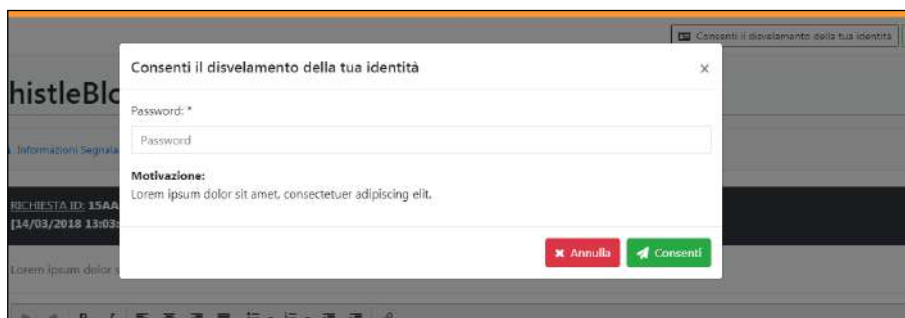 Consenti il disvelamento della tua identità
Consenti il disvelamento della tua identità
×
histleBlo
Password: *
Password
Informazioni Segnala
Motivazione:
Lorem ipsum dolor sit amet, consectetuer adipiscing elit.
RICHIESTA ID: 15AA
[14/03/2018 13:03:
Annulla
Consenti
Lorem ipsum dolor s
B I